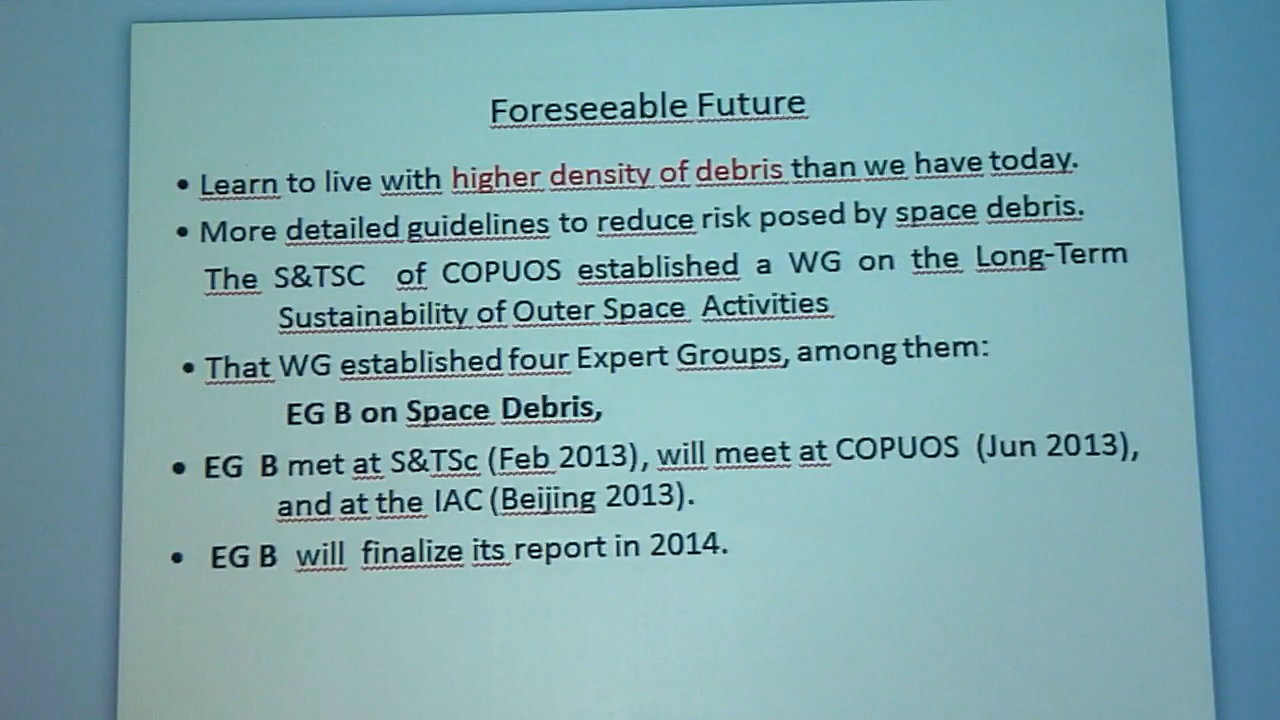 Foreseeable Future
• Learn to live with higher density of debris than we have today.
• More detailed guidelines to reduce risk posed by space debris.
The S&TSC of COPUOS established a WG on the Long-Term
Sustainability of Outer Space Activities
• That WG established four Expert Groups, among them:
EG B on Space Debris,
• EG B met at S&TSc (Feb 2013), will meet at COPUOS (Jun 2013),
and at the IAC (Beijing 2013).
• EG B will finalize its report in 2014.